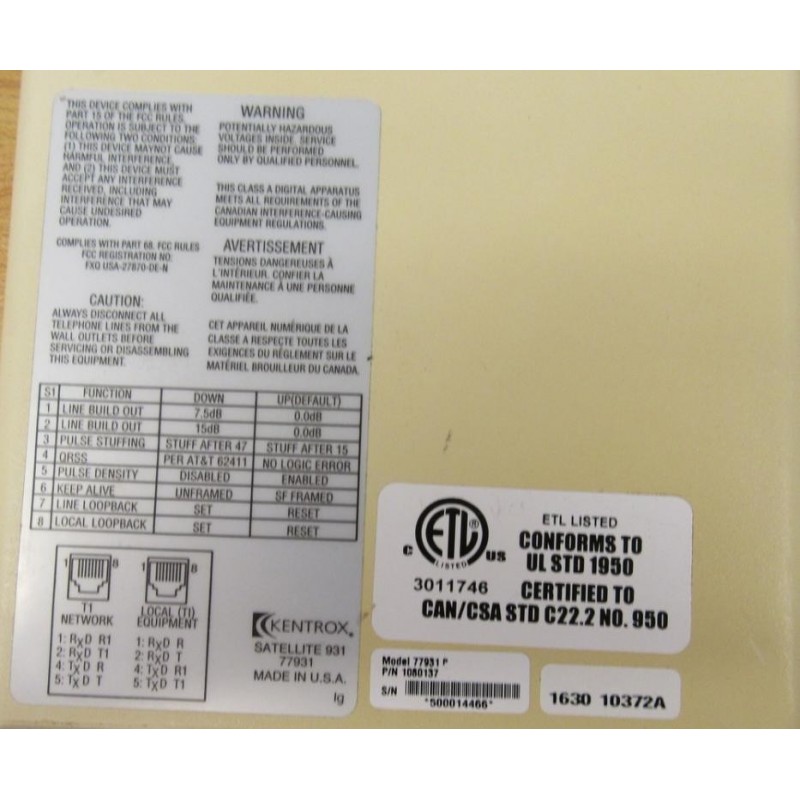 THIS DEVICE COMPLIES WITH
PART 15 OF THE FCC RULES.
OPERATION IS SUBJECT TO THE
FOLLOWING TWO CONDITIONS:
(1) THIS DEVICE MAYNOT CAUSE
HARMFUL INTERFERENCE,
AND (2) THIS DEVICE MUST
ACCEPT ANY INTERFERENCE
RECEIVED, INCLUDING
INTERFERENCE THAT MAY
CAUSE UNDESIRED
OPERATION.
COMPLIES WITH PART 68, FCC RULES
FCC REGISTRATION NO.
FXO USA-27870-DE-N
CAUTION:
ALWAYS DISCONNECT ALL
TELEPHONE LINES FROM THE
WALL OUTLETS BEFORE
SERVICING OR DISASSEMBLING
THIS EQUIPMENT.
WARNING
POTENTIALLY HAZARDOUS
VOLTAGES INSIDE. SERVICE
SHOULD BE PERFORMED
ONLY BY QUALIFIED PERSONNEL.
THIS CLASS A DIGITAL APPARATUS
MEETS ALL REQUIREMENTS OF THE
CANADIAN INTERFERENCE-CAUSING
EQUIPMENT REGULATIONS.
AVERTISSEMENT
TENSIONS DANGEREUSES À
L'INTÉRIEUR. CONFIER LA
MAINTENANCE À UNE PERSONNE
QUALIFIÉE.
CET APPAREIL NUMÉRIQUE DE LA
CLASSE A RESPECTE TOUTES LES
EXIGENCES DU RÉGLEMENT SUR LE
MATÉRIEL BROUILLEUR DU CANADA.
S1 FUNCTION DOWN UP(DEFAULT)
1 LINE BUILD OUT 7.5dB 0.0dB
2 LINE BUILD OUT 15dB 0.0dB
3 PULSE STUFFING STUFF AFTER 47 STUFF AFTER 15
4 QRSS PER AT&T 62411 NO LOGIC ERROR
5 PULSE DENSITY DISABLED ENABLED
6 KEEP ALIVE UNFRAMED SF FRAMED
7 LINE LOOPBACK SET RESET
8 LOCAL LOOPBACK SET RESET
1 8 1 8
T1
NETWORK
1: RXD R1
2: RXD T1
4: TXD R
5: TXD T
LOCAL (TI)
EQUIPMENT
1: RXD R
2: RXD T
4: TXD R1
5: TXD T1
KENTROX®
SATELLITE 931
77931
MADE IN U.S.A.
lg
C ETL ® US
LISTED
3011746
ETL LISTED
CONFORMS TO
UL STD 1950
CERTIFIED TO
CAN/CSA STD C22.2 NO. 950
Model 77931 P
P/N 1080137
S/N
*500014466*
1630 10372A